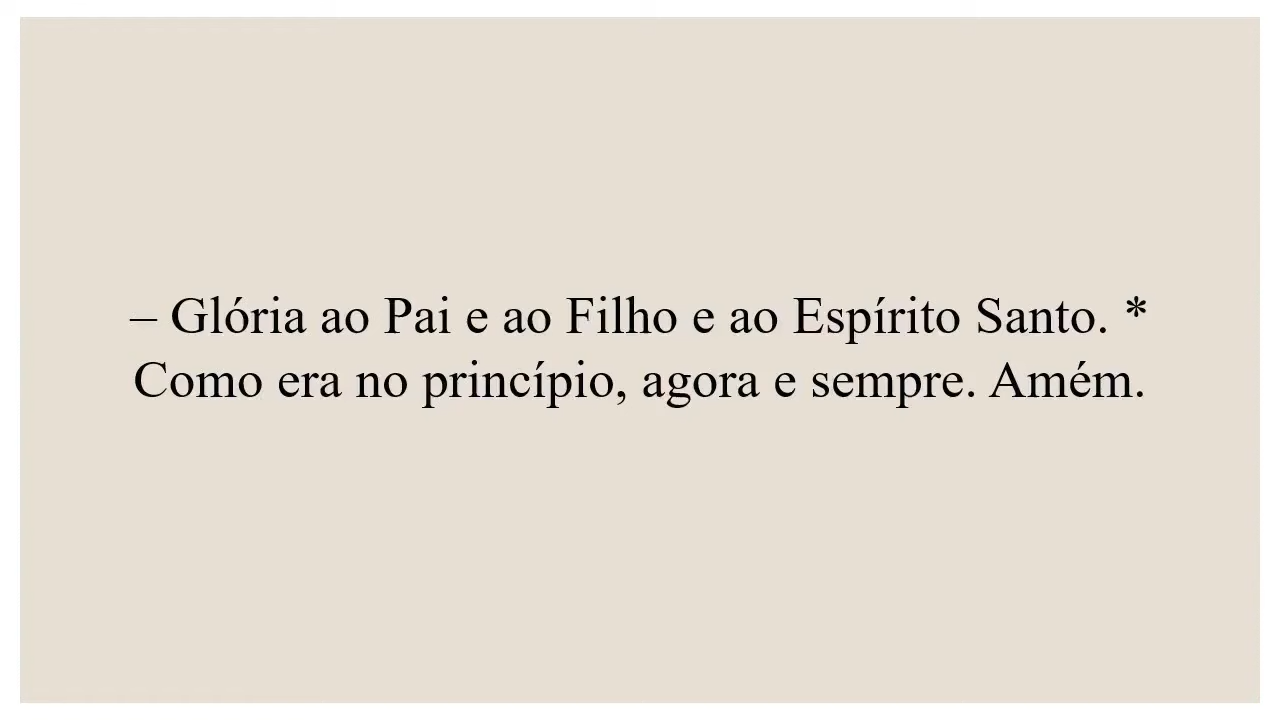 – Glória ao Pai e ao Filho e ao Espírito Santo. *
Como era no princípio, agora e sempre. Amém.